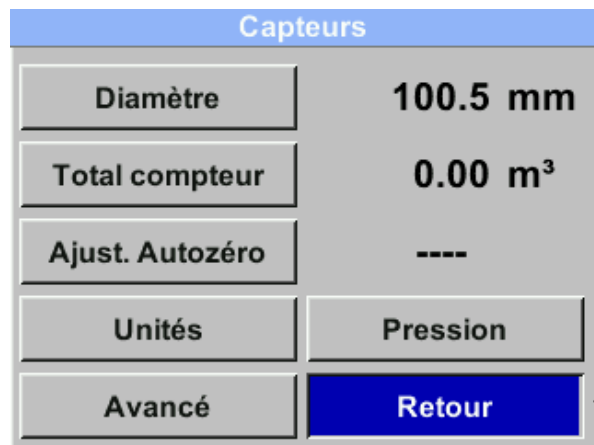 Capteurs
Diamètre 100.5 mm
Total compteur 0.00 m³
Ajust. Autozéro ----
Unités Pression
Avancé Retour